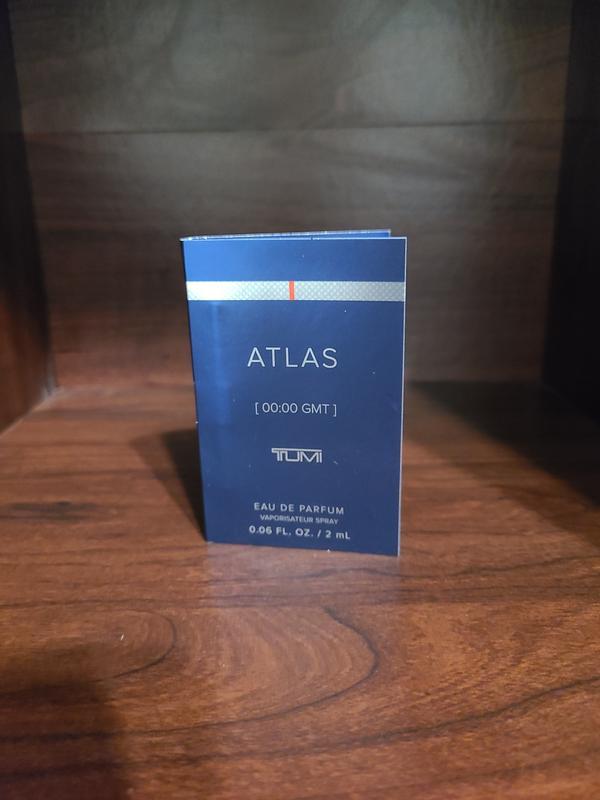 ATLAS
[ 00:00 GMT ]
TUMI
EAU DE PARFUM
VAPORISATEUR SPRAY
0.06 FL. OZ. / 2 mL